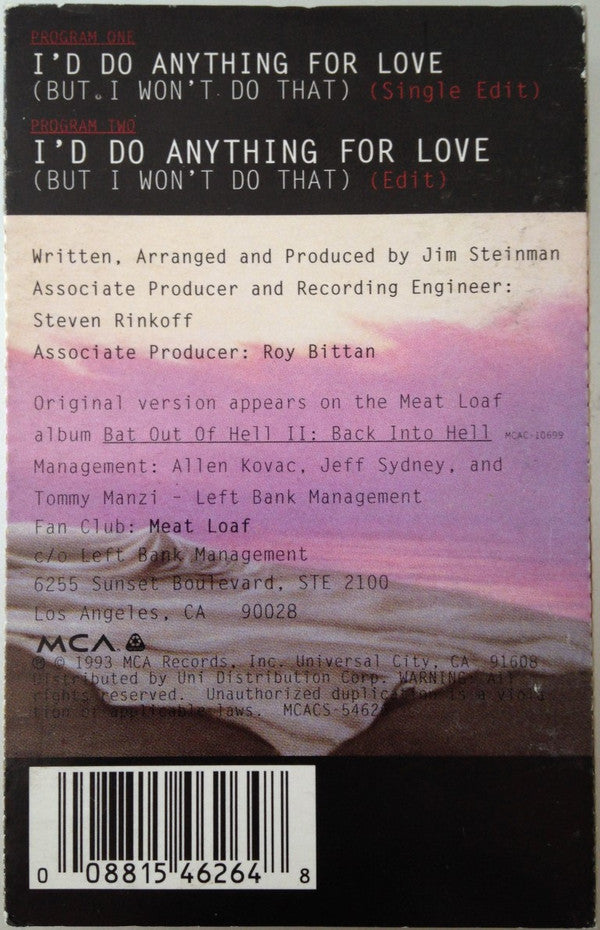 PROGRAM ONE
I'D DO ANYTHING FOR LOVE
(BUT I WON'T DO THAT) (Single Edit)
PROGRAM TWO
I'D DO ANYTHING FOR LOVE
(BUT I WON'T DO THAT) (Edit)
Written, Arranged and Produced by Jim Steinman
Associate Producer and Recording Engineer:
Steven Rinkoff
Associate Producer: Roy Bittan
Original version appears on the Meat Loaf
album Bat Out Of Hell II: Back Into Hell MCAC-10699
Management: Allen Kovac, Jeff Sydney, and
Tommy Manzi - Left Bank Management
Fan Club: Meat Loaf
c/o Left Bank Management
6255 Sunset Boulevard, STE 2100
Los Angeles, CA 90028
MCA
℗ © 1993 MCA Records, Inc. Universal City, CA 91608
Distributed by Uni Distribution Corp. WARNING: All
rights reserved. Unauthorized duplication is a viola-
tion of applicable laws. MCACS-54626
0 08815 46264 8